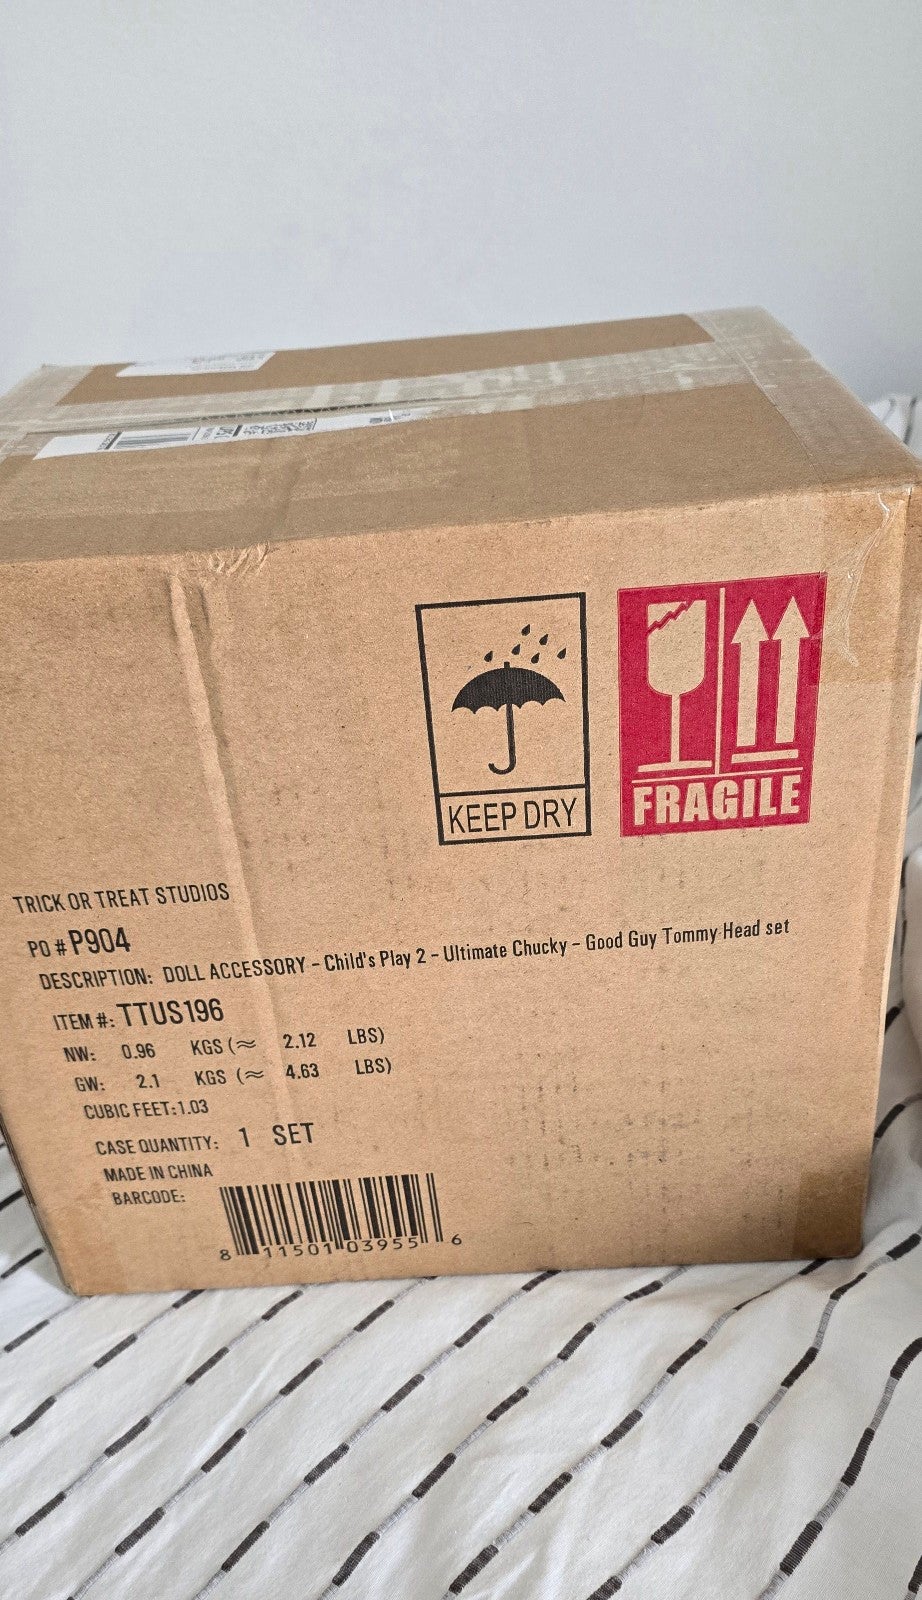 KEEP DRY
FRAGILE
TRICK OR TREAT STUDIOS
PO # P904
DESCRIPTION: DOLL ACCESSORY – Child's Play 2 – Ultimate Chucky – Good Guy Tommy Head set
ITEM #: TTUS196
NW: 0.96 KGS (≈ 2.12 LBS)
GW: 2.1 KGS (≈ 4.63 LBS)
CUBIC FEET:1.03
CASE QUANTITY: 1 SET
MADE IN CHINA
BARCODE:
8 11501 03955 6